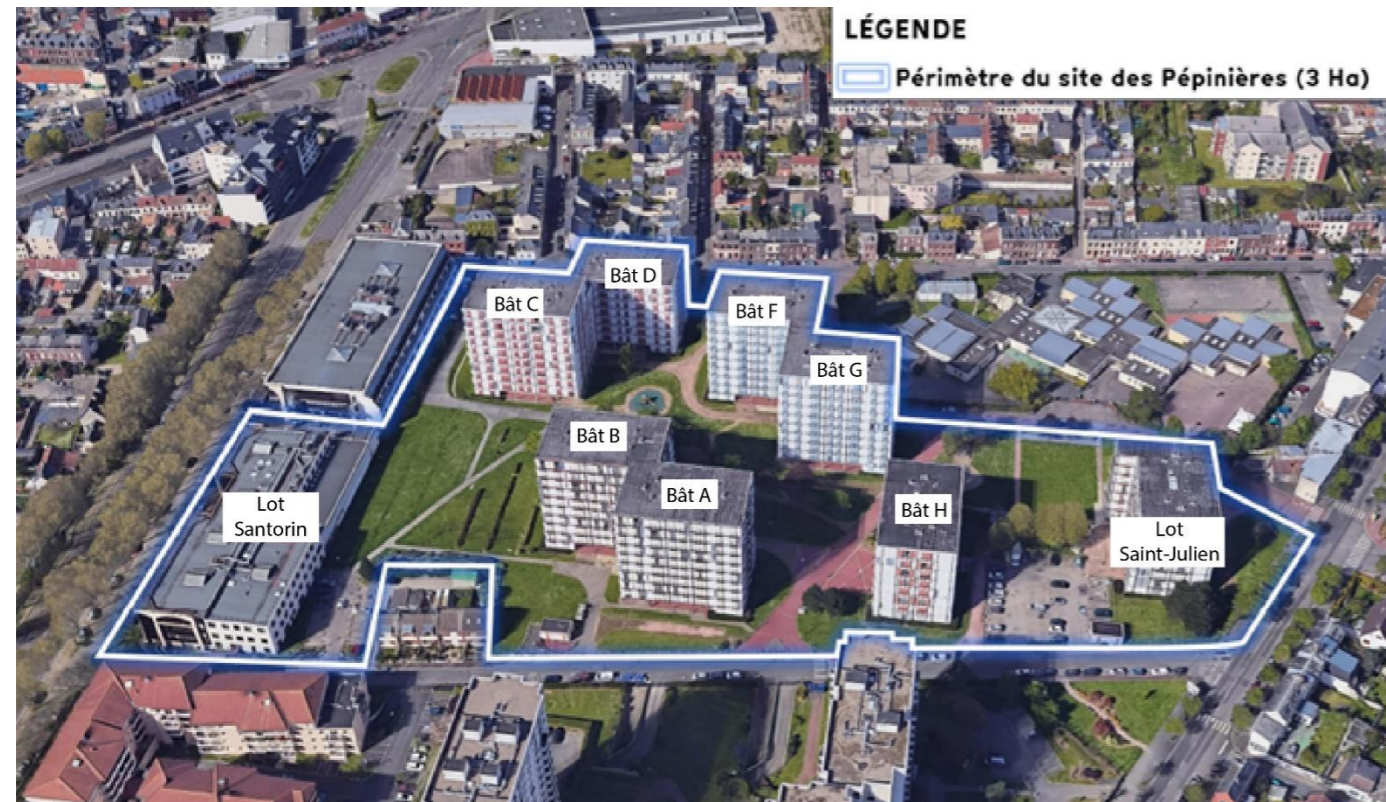 LÉGENDE
Périmètre du site des Pépinières (3 Ha)
Bât D
Bât C
Bât F
Bât G
Bât B
Bât A
Lot
Santorin
Bât H
Lot
Saint-Julien